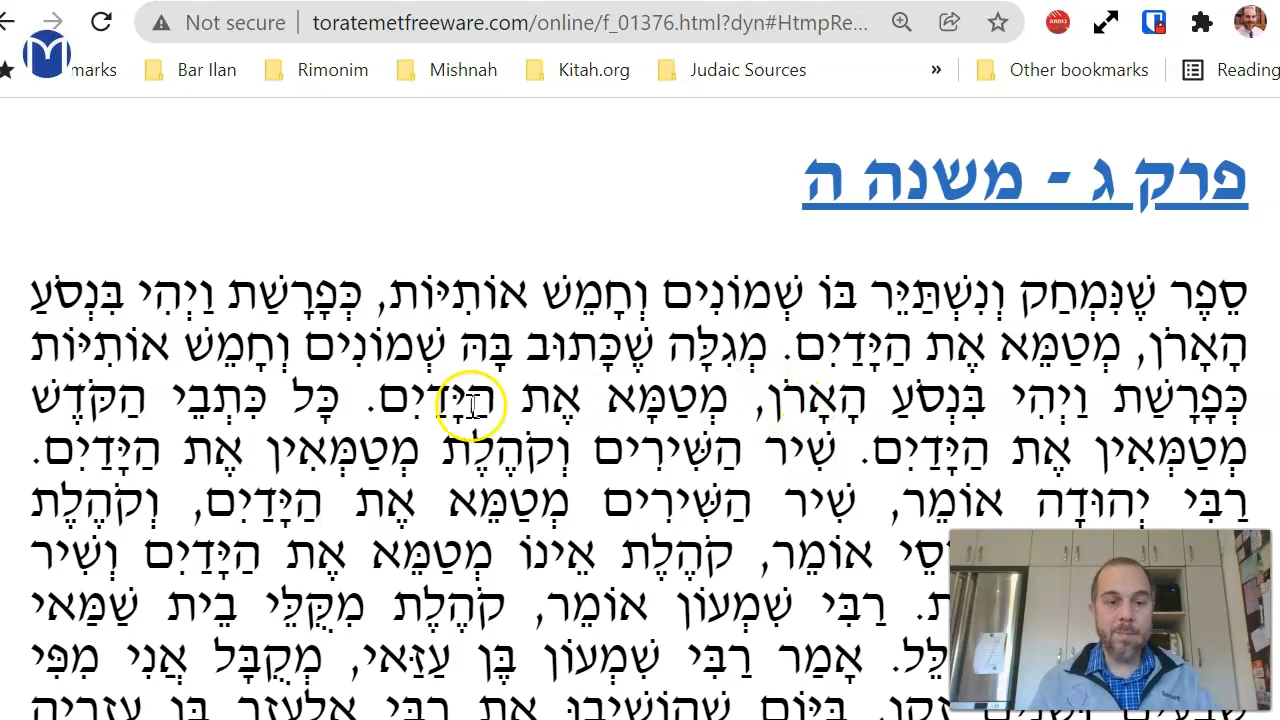 Not secure toratemetfreeware.com/online/f_01376.html?dyn#HtmpRe...
marks Bar Ilan Rimonim Mishnah Kitah.org Judaic Sources » Other bookmarks Reading
פרק ג - משנה ה
סֵפֶר שֶׁנִּמְחַק וְנִשְׁתַּיֵּר בּוֹ שְׁמוֹנִים וְחָמֵשׁ אוֹתִיּוֹת, כְּפָרָשַׁת וַיְהִי בִּנְסֹעַ
הָאָרֹן, מְטַמֵּא אֶת הַיָּדַיִם. מְגִלָּה שֶׁכָּתוּב בָּהּ שְׁמוֹנִים וְחָמֵשׁ אוֹתִיּוֹת
כְּפָרָשַׁת וַיְהִי בִּנְסֹעַ הָאָרֹן, מְטַמָּא אֶת הַיָּדַיִם. כָּל כִּתְבֵי הַקֹּדֶשׁ
מְטַמְּאִין אֶת הַיָּדַיִם. שִׁיר הַשִּׁירִים וְקֹהֶלֶת מְטַמְּאִין אֶת הַיָּדַיִם.
רַבִּי יְהוּדָה אוֹמֵר, שִׁיר הַשִּׁירִים מְטַמֵּא אֶת הַיָּדַיִם, וְקֹהֶלֶת
אוֹמֵר, קֹהֶלֶת אֵינוֹ מְטַמֵּא אֶת הַיָּדַיִם וְשִׁיר
רַבִּי שִׁמְעוֹן אוֹמֵר, קֹהֶלֶת מִקֻּלֵּי בֵית שַׁמַּאי
אָמַר רַבִּי שִׁמְעוֹן בֶּן עַזַּאי, מְקֻבָּל אֲנִי מִפִּי
בַּיּוֹם שֶׁהוֹשִׁיבוּ אֶת רַבִּי אֶלְעָזָר בֶּן עֲזַרְיָה